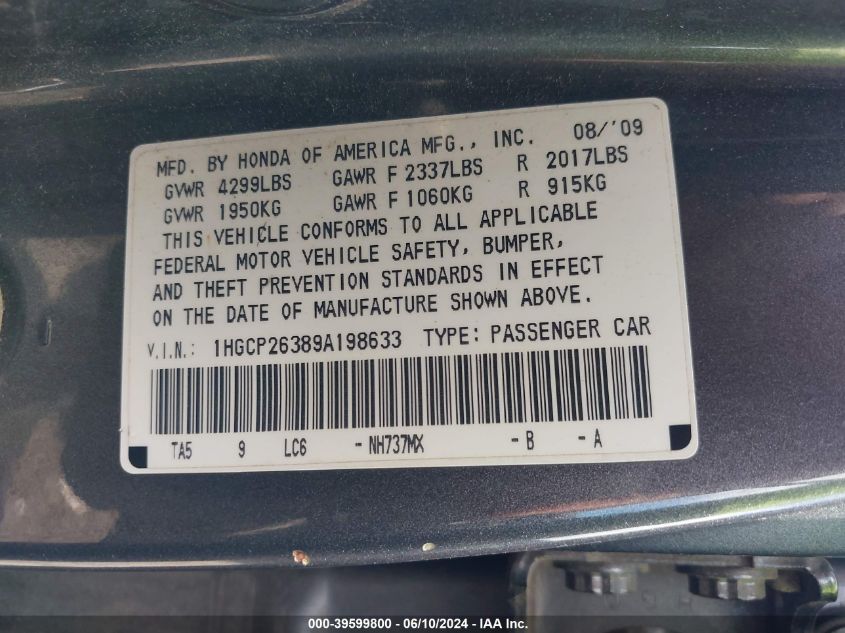 MFD. BY HONDA OF AMERICA MFG., INC. 08/'09
GVWR 4299LBS GAWR F 2337LBS R 2017LBS
GVWR 1950KG GAWR F 1060KG R 915KG
THIS VEHICLE CONFORMS TO ALL APPLICABLE
FEDERAL MOTOR VEHICLE SAFETY, BUMPER,
AND THEFT PREVENTION STANDARDS IN EFFECT
ON THE DATE OF MANUFACTURE SHOWN ABOVE.
V.I.N.: 1HGCP26389A198633 TYPE: PASSENGER CAR
TA5 9 LC6 -NH737MX -B -A
000-39599800 - 06/10/2024 - IAA Inc.